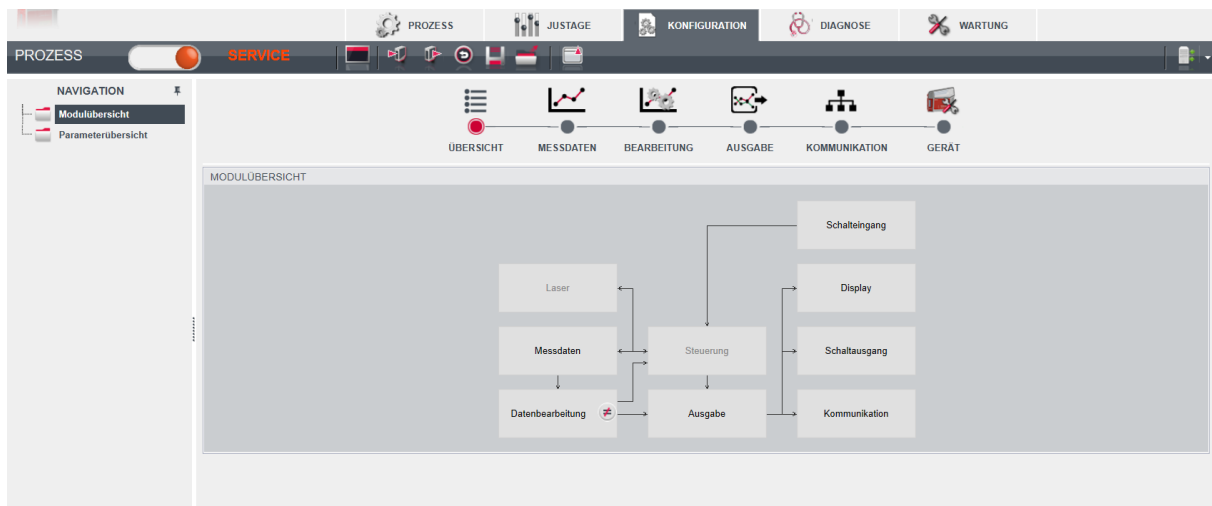 PROZESS
JUSTAGE
KONFIGURATION
DIAGNOSE
WARTUNG
PROZESS
SERVICE
NAVIGATION
Modulübersicht
Parameterübersicht
ÜBERSICHT
MESSDATEN
BEARBEITUNG
AUSGABE
KOMMUNIKATION
GERÄT
MODULÜBERSICHT
Schalteingang
Laser
Display
Messdaten
Steuerung
Schaltausgang
Datenbearbeitung
Ausgabe
Kommunikation